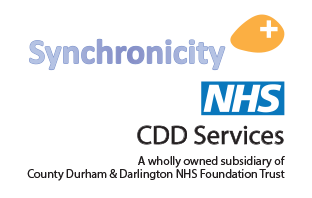 Synchronicity
NHS
CDD Services
A wholly owned subsidiary of
County Durham & Darlington NHS Foundation Trust